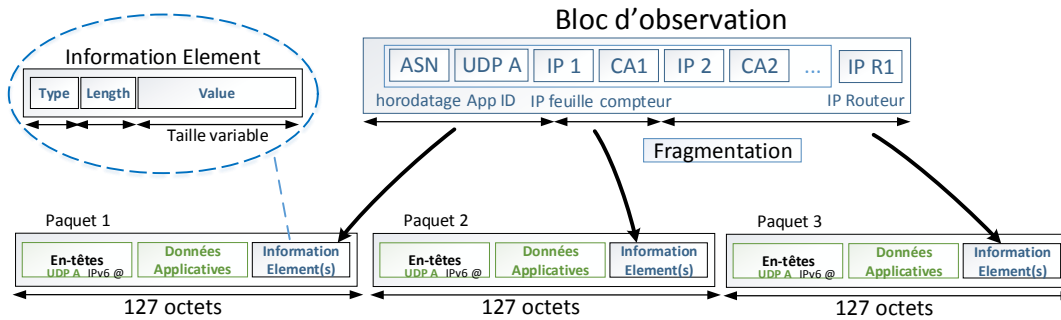 Bloc d'observation
Information Element
Type Length Value
Taille variable
ASN UDP A IP 1 CA1 IP 2 CA2 ... IP R1
horodatage App ID IP feuille compteur IP Routeur
Fragmentation
Paquet 1 Paquet 2 Paquet 3
En-têtes
UDP A IPv6 @
Données
Applicatives
Information
Element(s)
En-têtes
UDP A IPv6 @
Données
Applicatives
Information
Element(s)
En-têtes
UDP A IPv6 @
Données
Applicatives
Information
Element(s)
127 octets 127 octets 127 octets